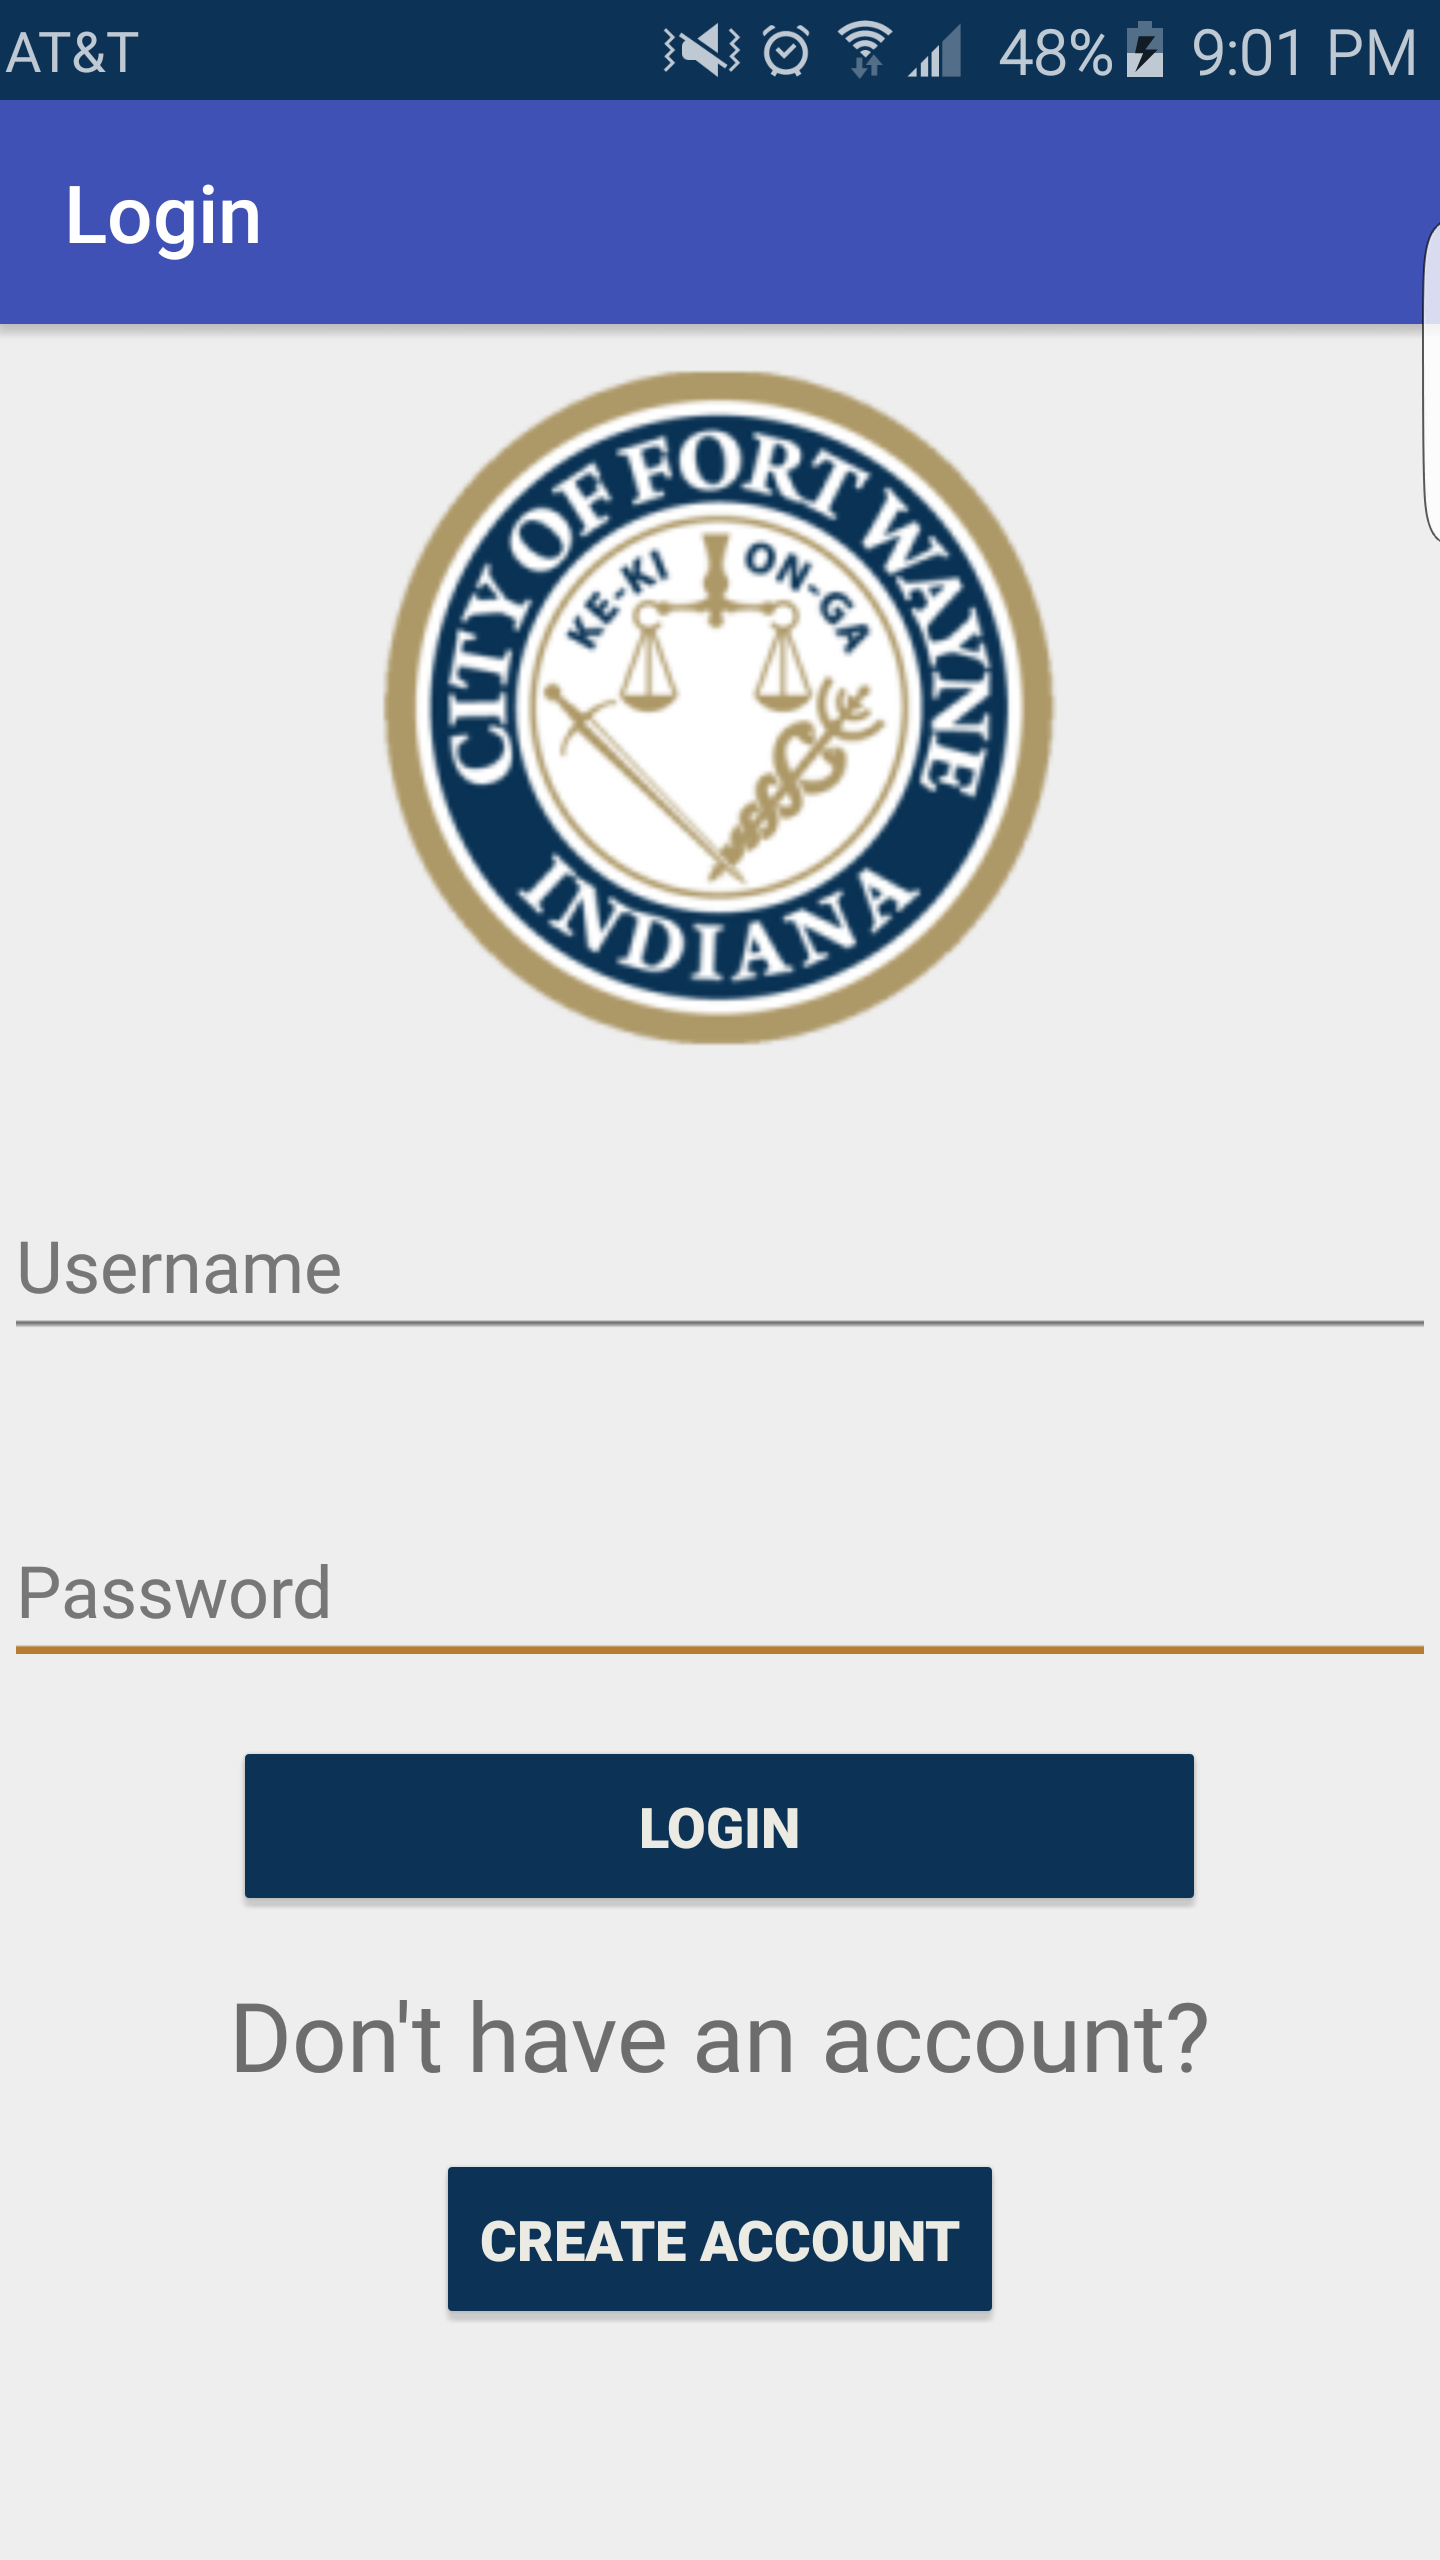 AT&T 48% 9:01 PM
Login
CITY OF FORT WAYNE
KE-KI ON-GA
INDIANA
Username
Password
LOGIN
Don't have an account?
CREATE ACCOUNT